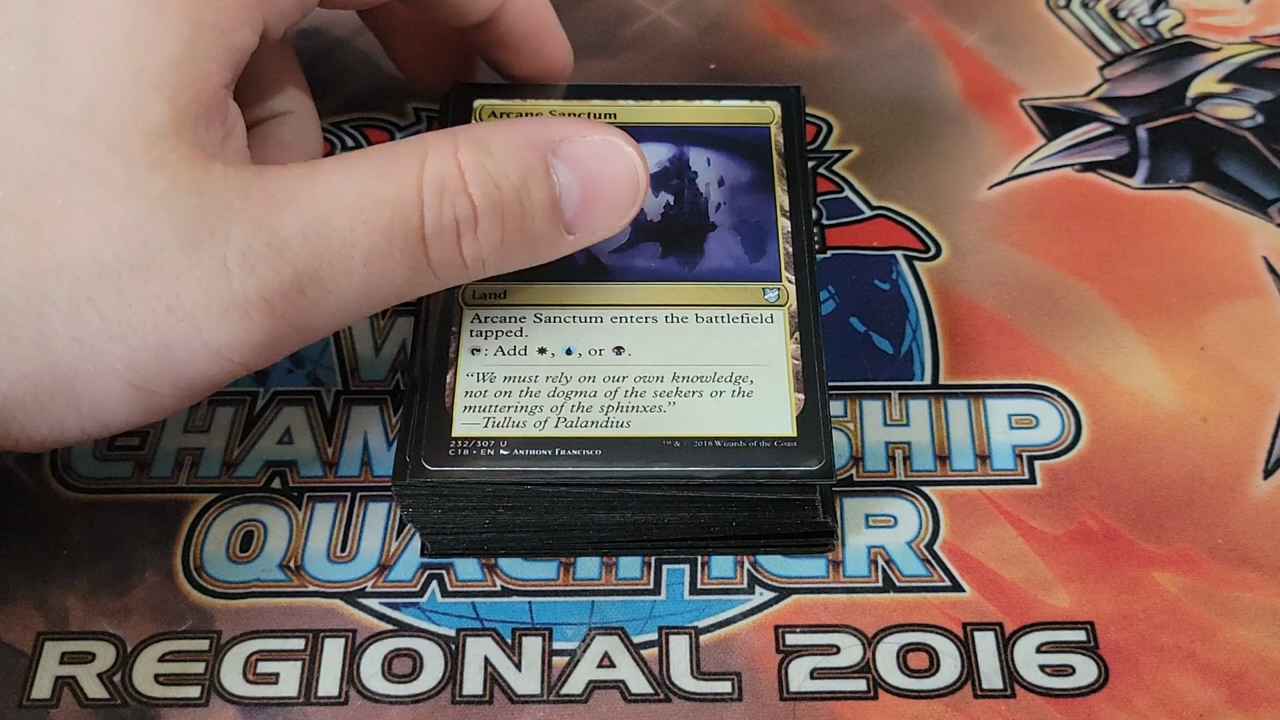 Arcane Sanctum
Land
Arcane Sanctum enters the battlefield
tapped.
: Add , , or .
“We must rely on our own knowledge,
not on the dogma of the seekers or the
mutterings of the sphinxes.”
—Tullus of Palandius
232/307 U
™ & © 2018 Wizards of the Coast
C18 • EN ANTHONY FRANCISCO
REGIONAL 2016